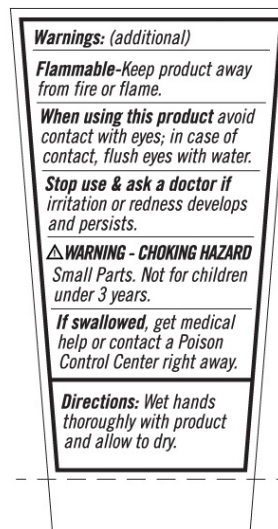 Warnings: (additional)
Flammable-Keep product away
from fire or flame.
When using this product avoid
contact with eyes; in case of
contact, flush eyes with water.
Stop use & ask a doctor if
irritation or redness develops
and persists.
⚠WARNING - CHOKING HAZARD
Small Parts. Not for children
under 3 years.
If swallowed, get medical
help or contact a Poison
Control Center right away.
Directions: Wet hands
thoroughly with product
and allow to dry.